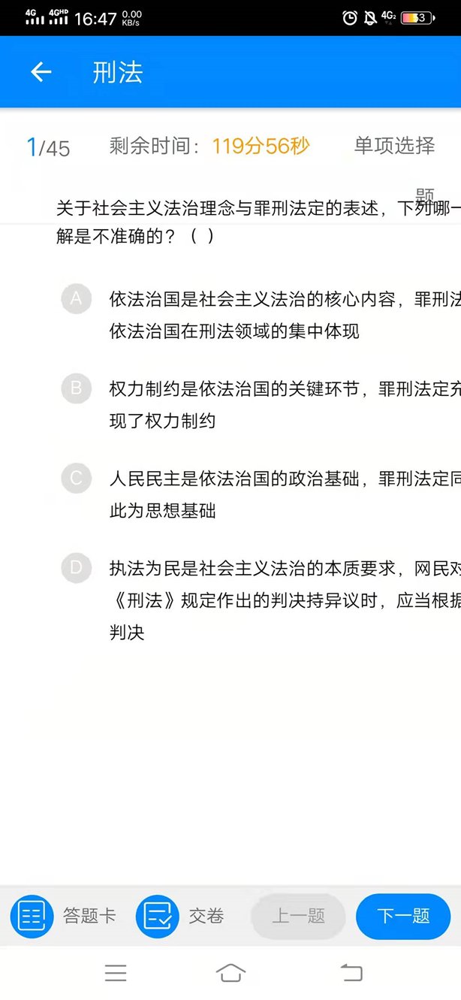 4G 4GHD 16:47 0.00 KB/s 4G2 53
刑法
1/45 剩余时间：119分56秒 单项选择
题
关于社会主义法治理念与罪刑法定的表述，下列哪一
解是不准确的？（ ）
A 依法治国是社会主义法治的核心内容，罪刑法
依法治国在刑法领域的集中体现
B 权力制约是依法治国的关键环节，罪刑法定充
现了权力制约
C 人民民主是依法治国的政治基础，罪刑法定同
此为思想基础
D 执法为民是社会主义法治的本质要求，网民对
《刑法》规定作出的判决持异议时，应当根据
判决
答题卡 交卷 上一题 下一题